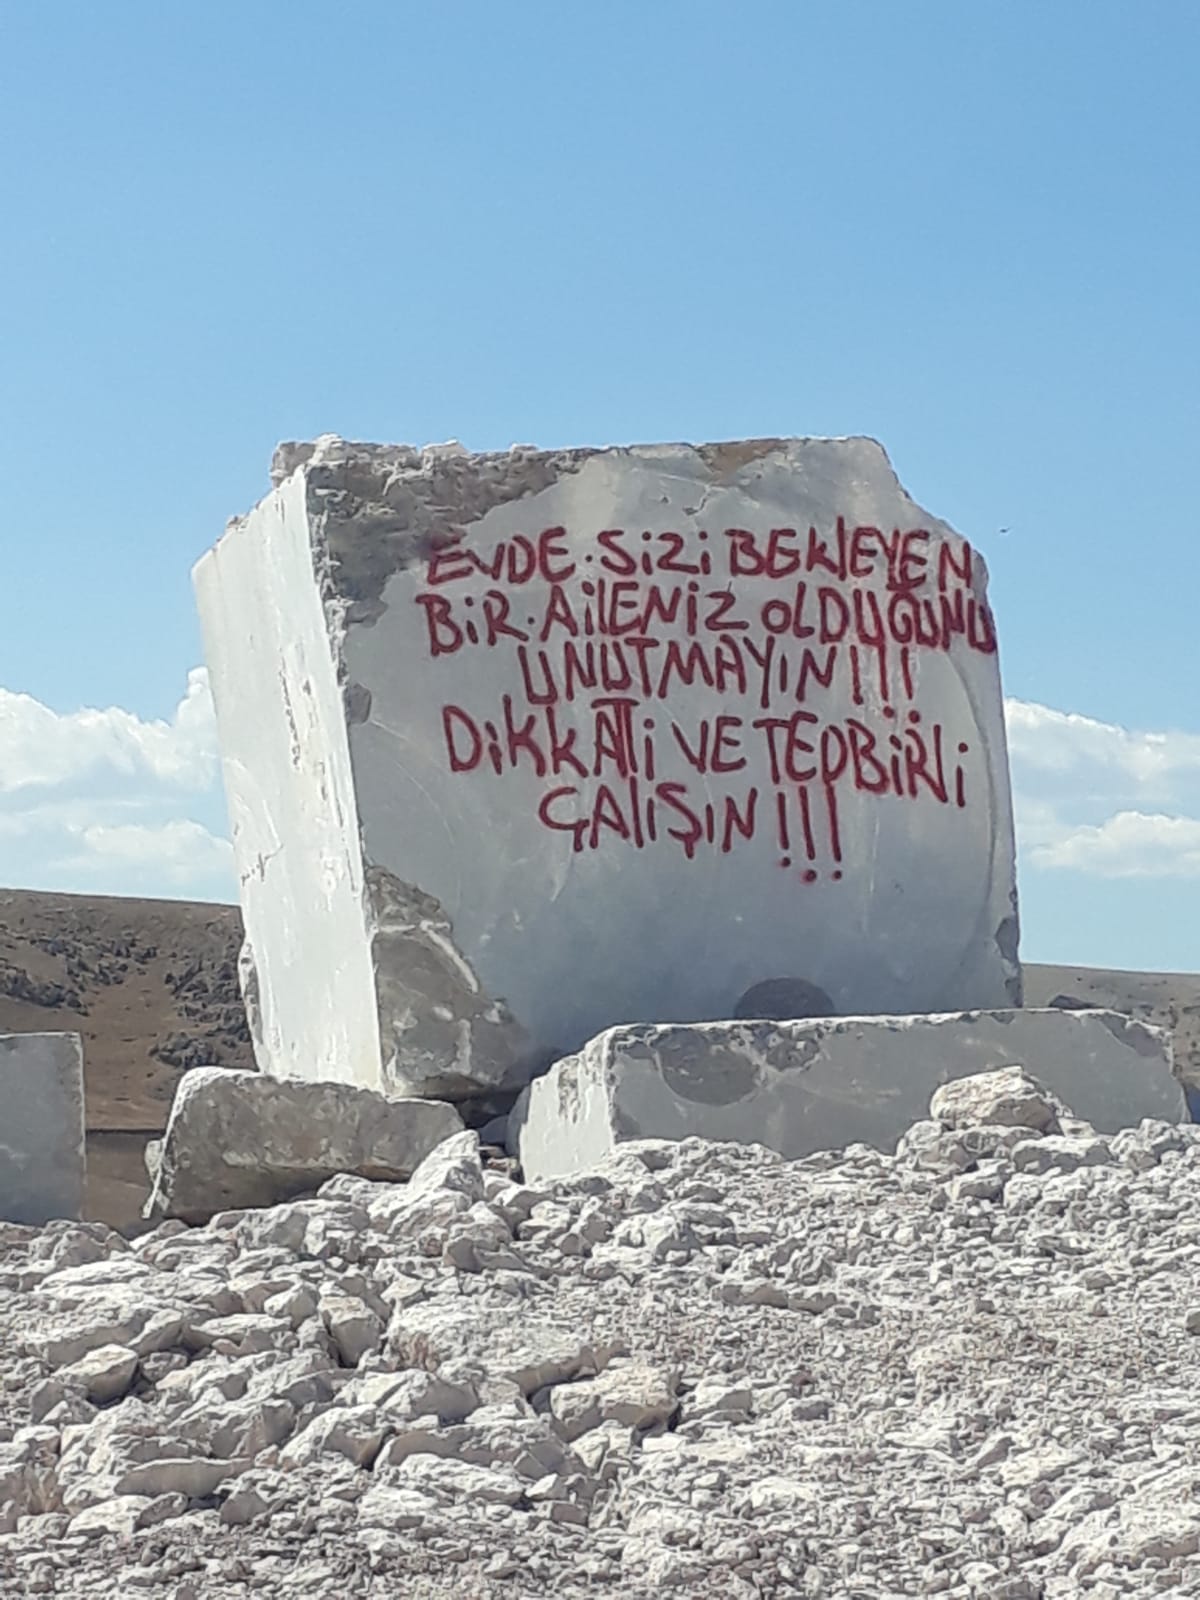 EVDE. SİZİ BEKLEYEN
BİR. AİLENİZ OLDUĞUNU
UNUTMAYIN!!!
DİKKATLİ VE TEDBİRLİ
ÇALIŞIN!!!